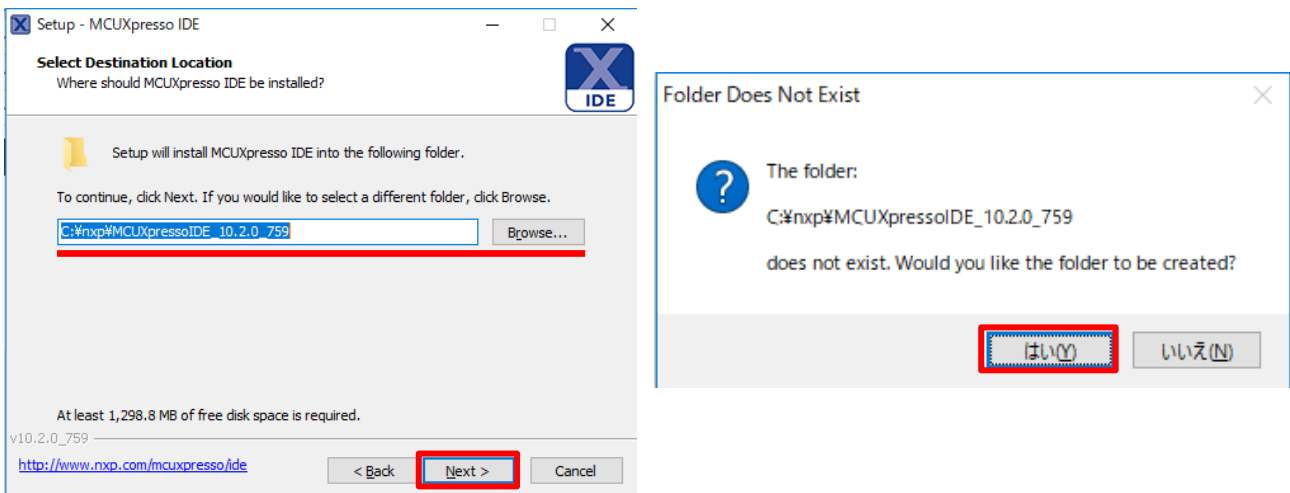 Setup - MCUXpresso IDE
Select Destination Location
Where should MCUXpresso IDE be installed?
IDE
Setup will install MCUXpresso IDE into the following folder.
To continue, click Next. If you would like to select a different folder, click Browse.
C:¥nxp¥MCUXpressoIDE_10.2.0_759
Browse...
At least 1,298.8 MB of free disk space is required.
v10.2.0_759
http://www.nxp.com/mcuxpresso/ide
< Back
Next >
Cancel
Folder Does Not Exist
The folder:
C:¥nxp¥MCUXpressoIDE_10.2.0_759
does not exist. Would you like the folder to be created?
はい(Y)
いいえ(N)